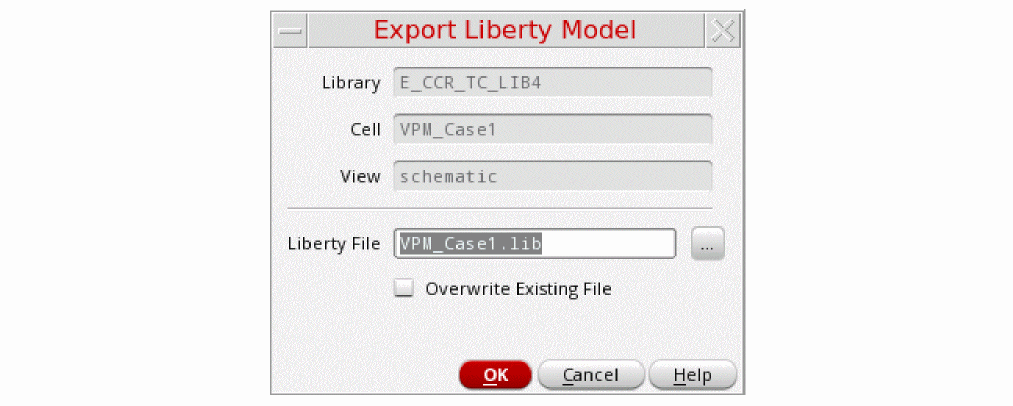 Export Liberty Model
Library E_CCR_TC_LIB4
Cell VPM_Case1
View schematic
Liberty File VPM_Case1.lib ...
Overwrite Existing File
OK Cancel Help